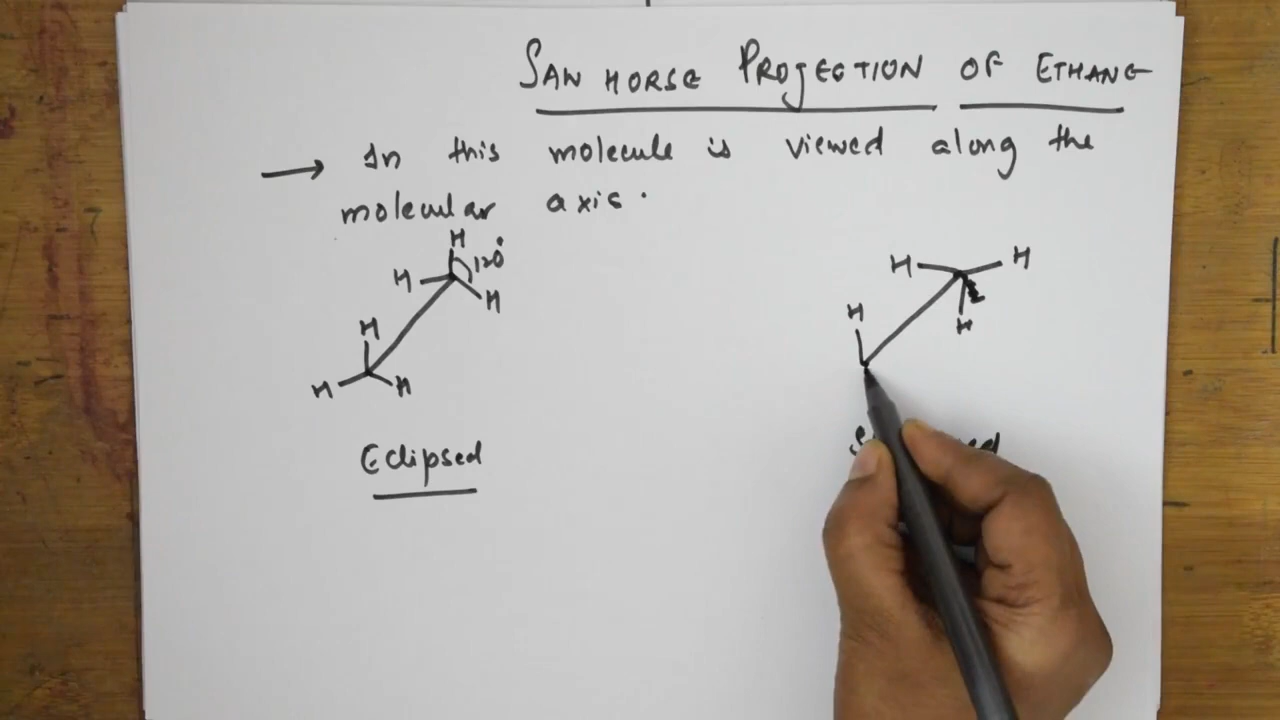 SAW HORSE PROJECTION OF ETHANE
→ In this molecule is viewed along the
molecular axis.
H
H 120°
H
H
H H
H H
H
H
Eclipsed